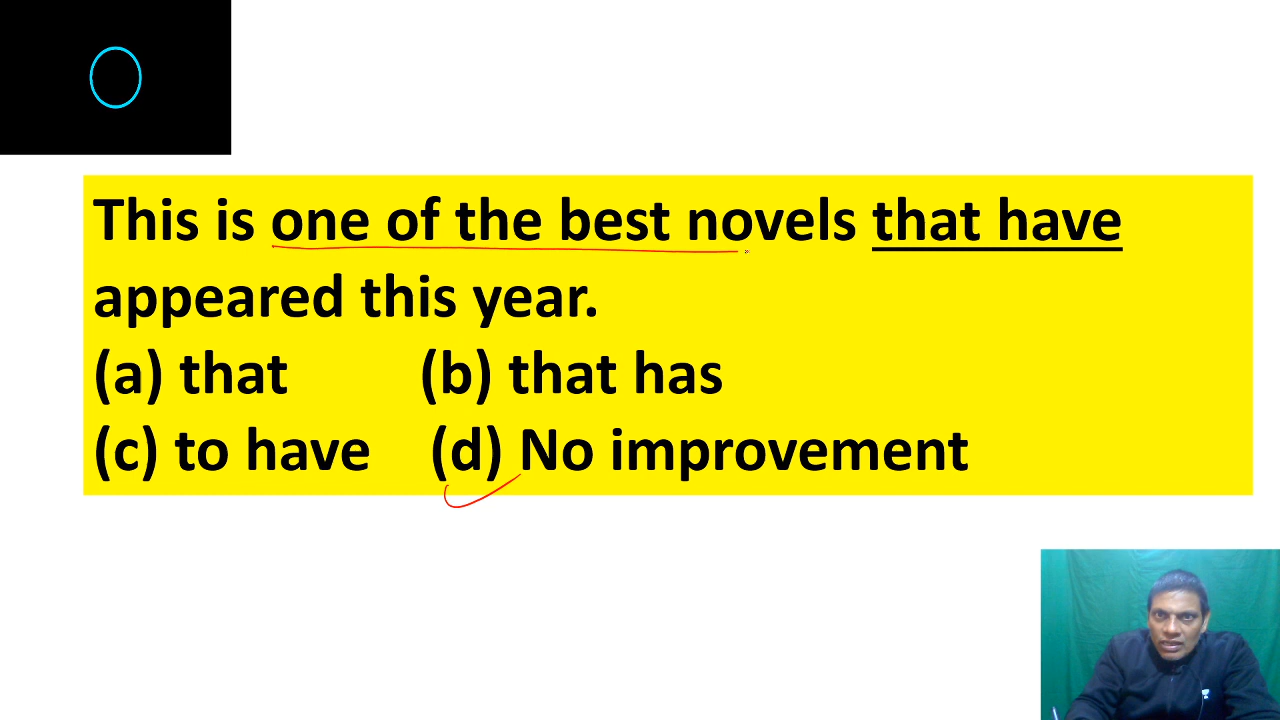 This is one of the best novels that have
appeared this year.
(a) that (b) that has
(c) to have (d) No improvement